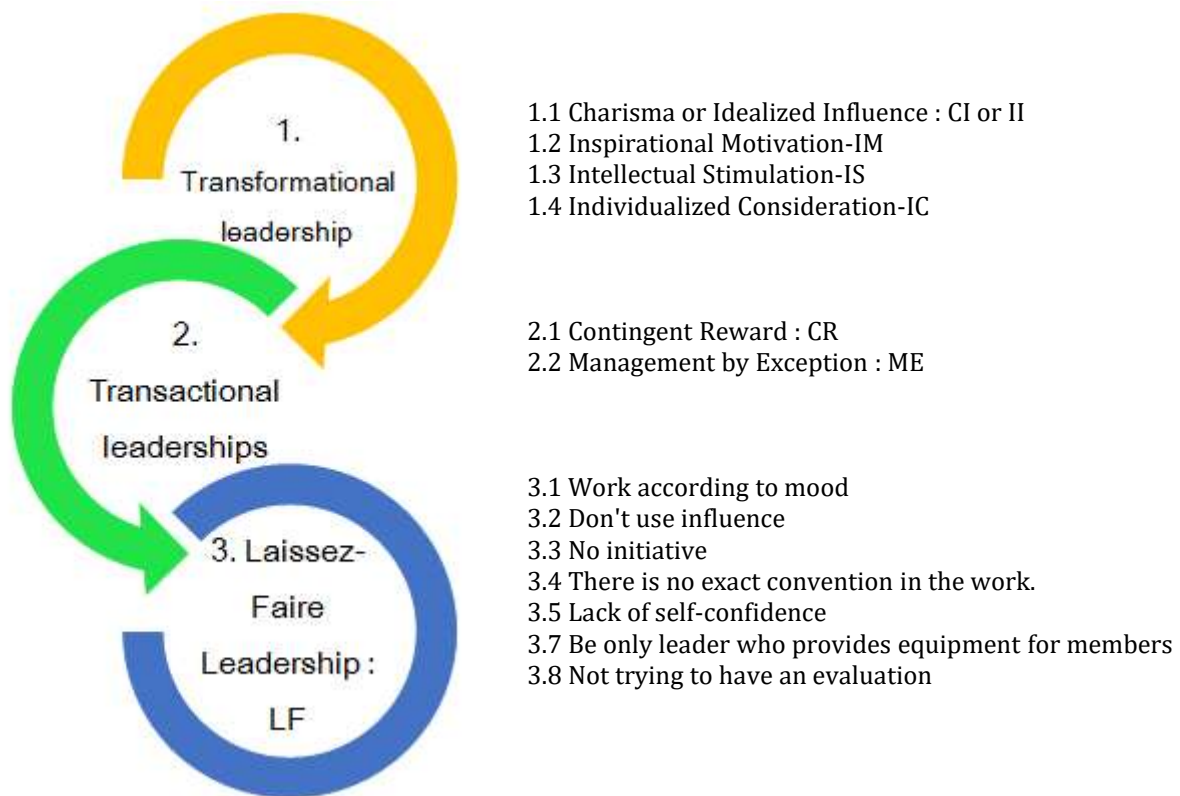 1.
Transformational
leadership
1.1 Charisma or Idealized Influence : CI or II
1.2 Inspirational Motivation-IM
1.3 Intellectual Stimulation-IS
1.4 Individualized Consideration-IC
2.
Transactional
leaderships
2.1 Contingent Reward : CR
2.2 Management by Exception : ME
3. Laissez-
Faire
Leadership :
LF
3.1 Work according to mood
3.2 Don't use influence
3.3 No initiative
3.4 There is no exact convention in the work.
3.5 Lack of self-confidence
3.7 Be only leader who provides equipment for members
3.8 Not trying to have an evaluation